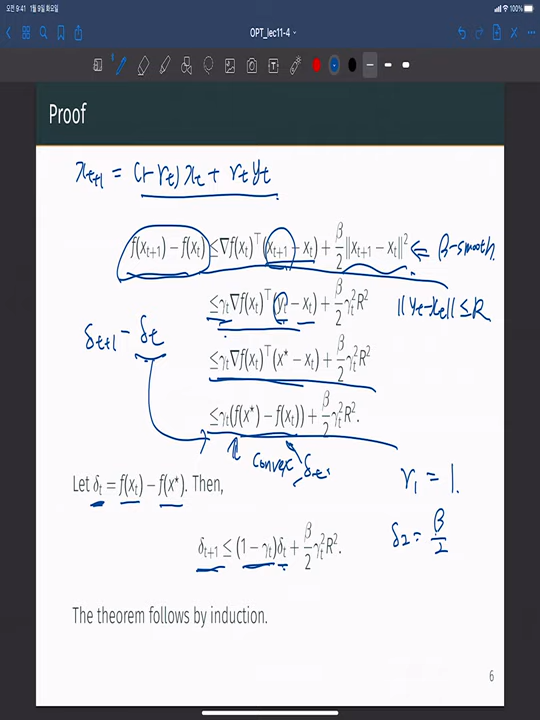 오전 9:41 1월 9일 화요일
100%
OPT_lec11-4
Proof
x_{t+1} = (1-γ_t) x_t + γ_t y_t
f(x_{t+1}) − f(x_t) ≤ ∇f(x_t)^⊤(x_{t+1} − x_t) + β/2 ‖x_{t+1} − x_t‖² ⇐ β-smooth.
≤ γ_t ∇f(x_t)^⊤(y_t − x_t) + β/2 γ_t² R² ‖y_t − x_t‖ ≤ R
δ_{t+1} − δ_t
≤ γ_t ∇f(x_t)^⊤(x* − x_t) + β/2 γ_t² R²
≤ γ_t (f(x*) − f(x_t)) + β/2 γ_t² R².
convex δ_t.
Let δ_t = f(x_t) − f(x*). Then, γ_1 = 1.
δ_{t+1} ≤ (1 − γ_t)δ_t + β/2 γ_t² R². δ_2 = β/2
The theorem follows by induction.
6